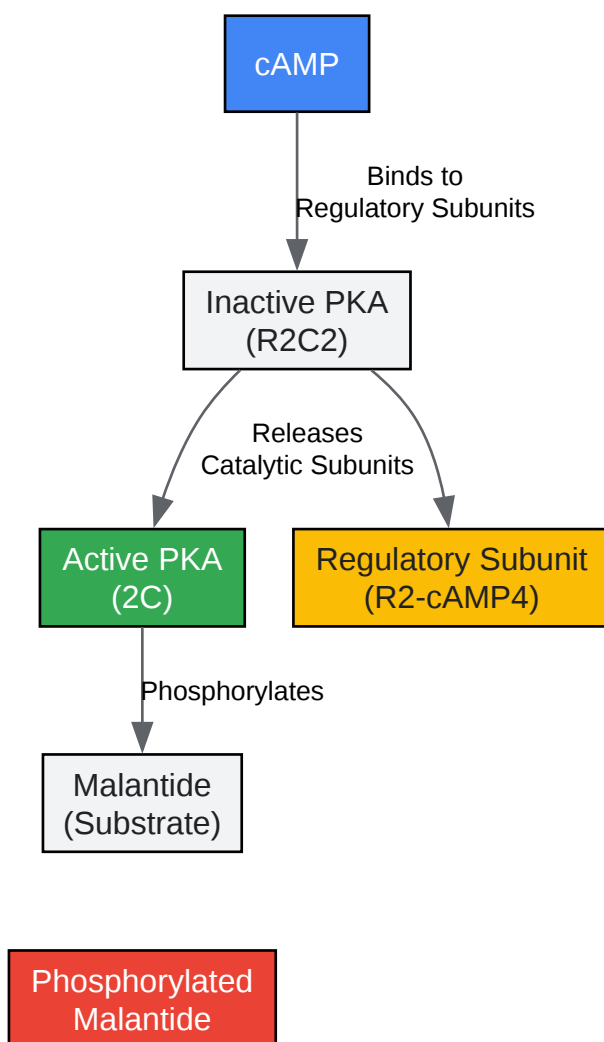 cAMP
Binds to
Regulatory Subunits
Inactive PKA
(R2C2)
Releases
Catalytic Subunits
Active PKA
(2C)
Regulatory Subunit
(R2-cAMP4)
Phosphorylates
Malantide
(Substrate)
Phosphorylated
Malantide